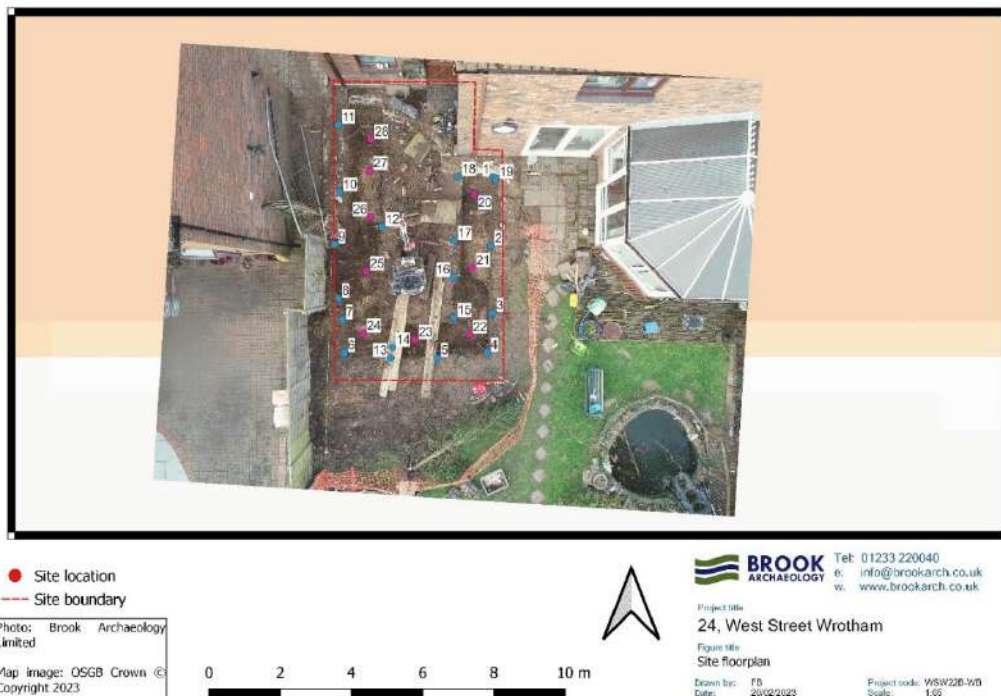 11
28
27
18
1
19
10
20
26
12
17
9
2
16
21
25
8
3
7
15
24
14
23
22
13
5
4
Site location
Site boundary
Photo: Brook Archaeology
Limited
Map image: OSGB Crown ©
Copyright 2023
0 2 4 6 8 10 m
BROOK
ARCHAEOLOGY
Tel: 01233 220040
e: info@brookarch.co.uk
w. www.brookarch.co.uk
Project title
24, West Street Wrotham
Figure title
Site floorplan
Drawn by: FB
Project code: WSW22B-WB
Date: 20/02/2023
Scale: 1:65